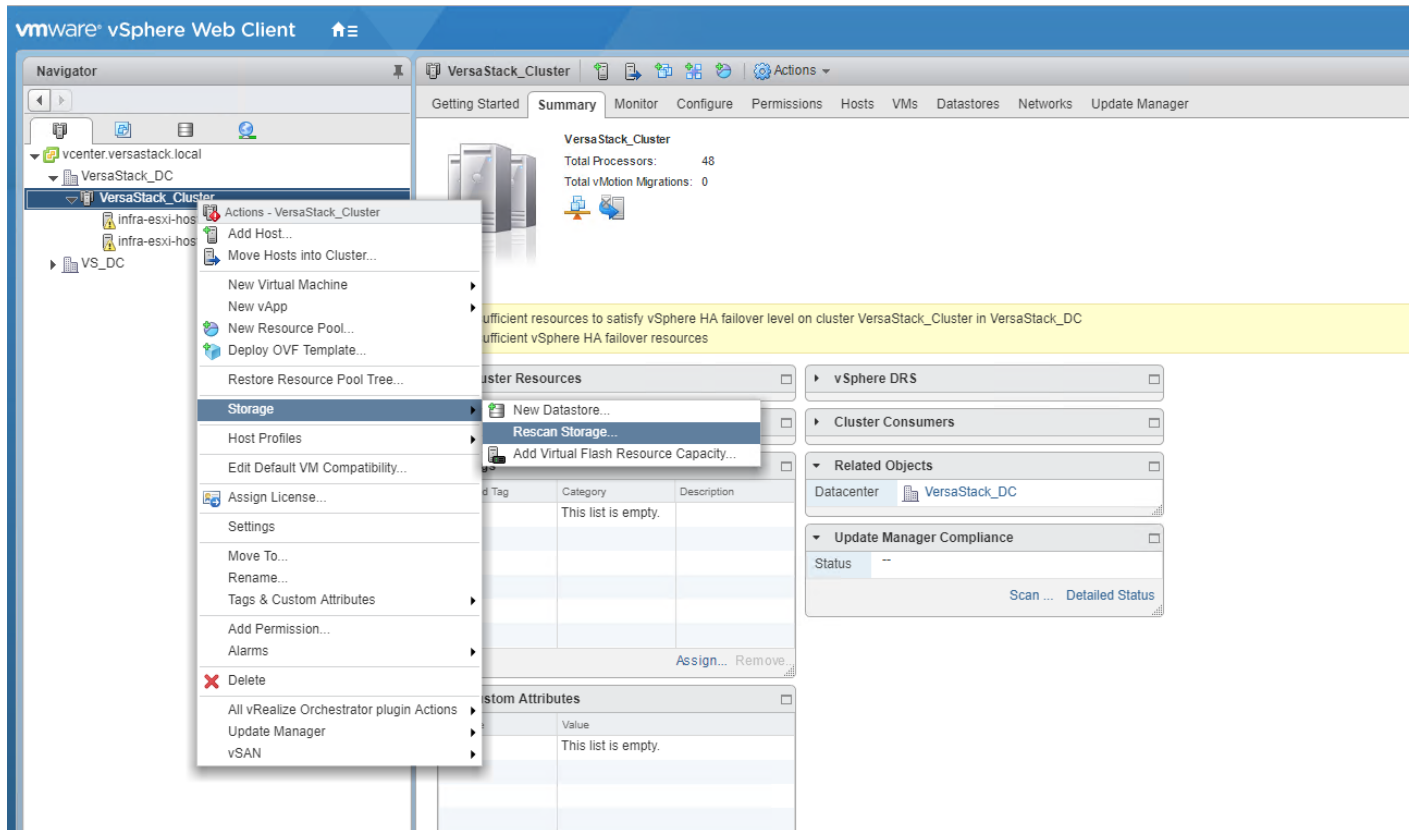 vmware® vSphere Web Client
Navigator
vcenter.versastack.local
VersaStack_DC
VersaStack_Cluster
infra-esxi-hos
infra-esxi-hos
VS_DC
VersaStack_Cluster Actions
Getting Started Summary Monitor Configure Permissions Hosts VMs Datastores Networks Update Manager
VersaStack_Cluster
Total Processors: 48
Total vMotion Migrations: 0
Actions - VersaStack_Cluster
Add Host...
Move Hosts into Cluster...
New Virtual Machine
New vApp
New Resource Pool...
Deploy OVF Template...
Restore Resource Pool Tree...
Storage
Host Profiles
Edit Default VM Compatibility...
Assign License...
Settings
Move To...
Rename...
Tags & Custom Attributes
Add Permission...
Alarms
Delete
All vRealize Orchestrator plugin Actions
Update Manager
vSAN
New Datastore...
Rescan Storage...
Add Virtual Flash Resource Capacity...
ufficient resources to satisfy vSphere HA failover level on cluster VersaStack_Cluster in VersaStack_DC
ufficient vSphere HA failover resources
uster Resources
d Tag Category Description
This list is empty.
Assign... Remove...
stom Attributes
Value
This list is empty.
vSphere DRS
Cluster Consumers
Related Objects
Datacenter VersaStack_DC
Update Manager Compliance
Status --
Scan ... Detailed Status